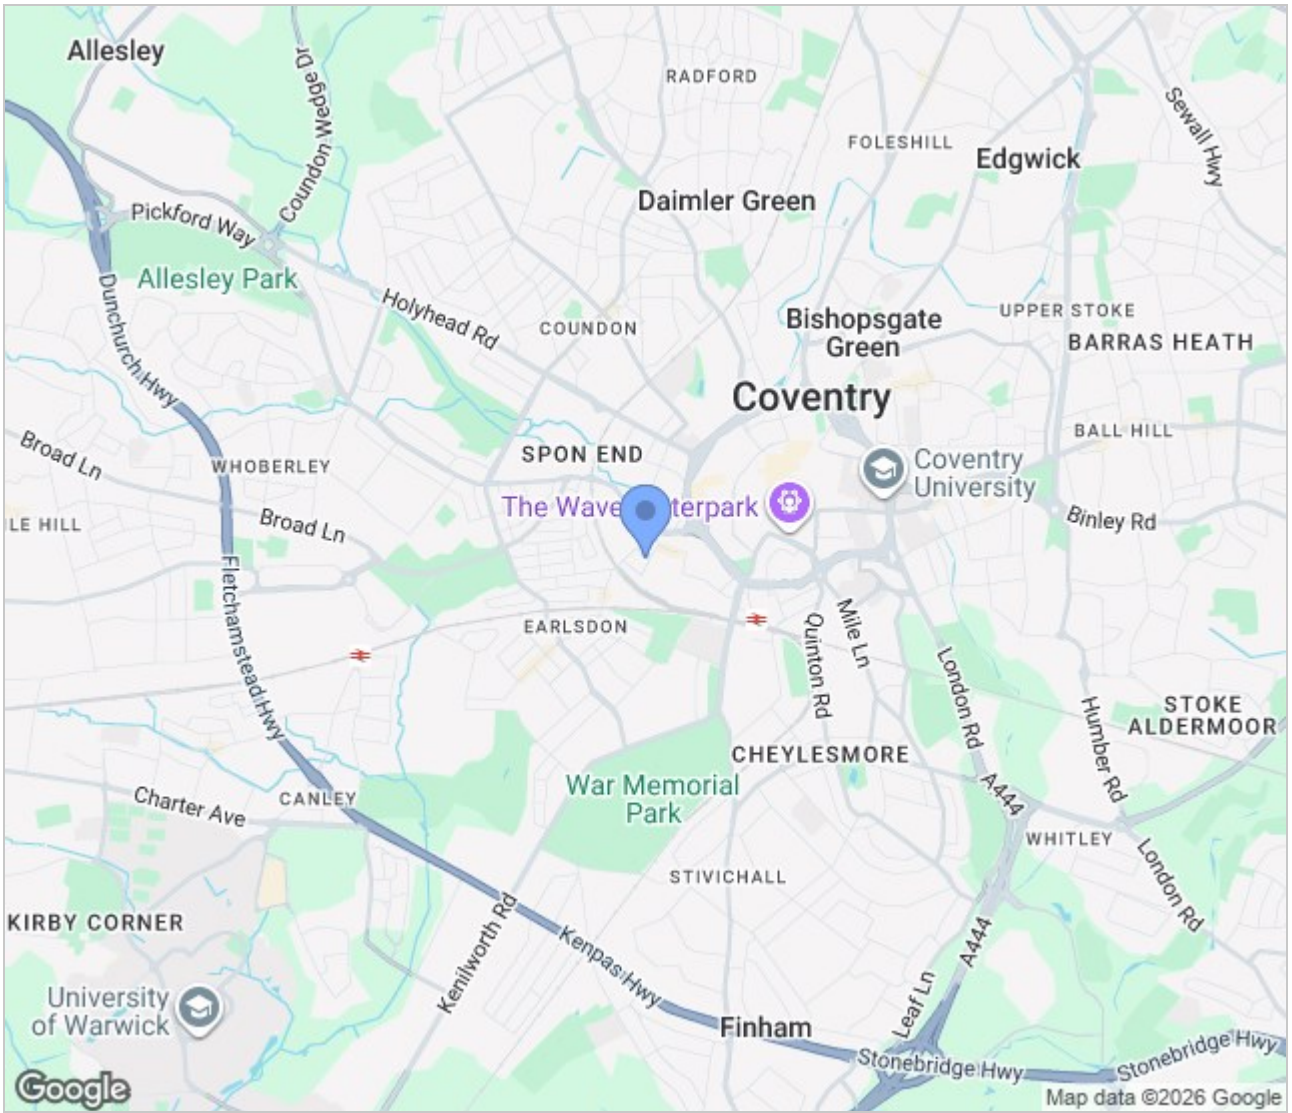 Allesley
Coundon Wedge Dr
RADFORD
Sewall Hwy
FOLESHILL
Edgwick
Daimler Green
Pickford Way
Allesley Park
Dunchurch Hwy
Holyhead Rd
COUNDON
Bishopsgate
Green
UPPER STOKE
BARRAS HEATH
Coventry
BALL HILL
Broad Ln
WHOBERLEY
SPON END
Coventry
University
The Wave
terpark
ILE HILL
Broad Ln
Binley Rd
Fletchamstead Hwy
EARLSDON
Quinton Rd
Mile Ln
London Rd
Humber Rd
STOKE
ALDERMOOR
CHEYLESMORE
War Memorial
Park
A444
Charter Ave
CANLEY
WHITLEY
London Rd
STIVICHALL
KIRBY CORNER
Kenilworth Rd
Kenpas Hwy
A444
Leaf Ln
University
of Warwick
Finham
Stonebridge Hwy
Stonebridge Hwy
Google
Map data ©2026 Google